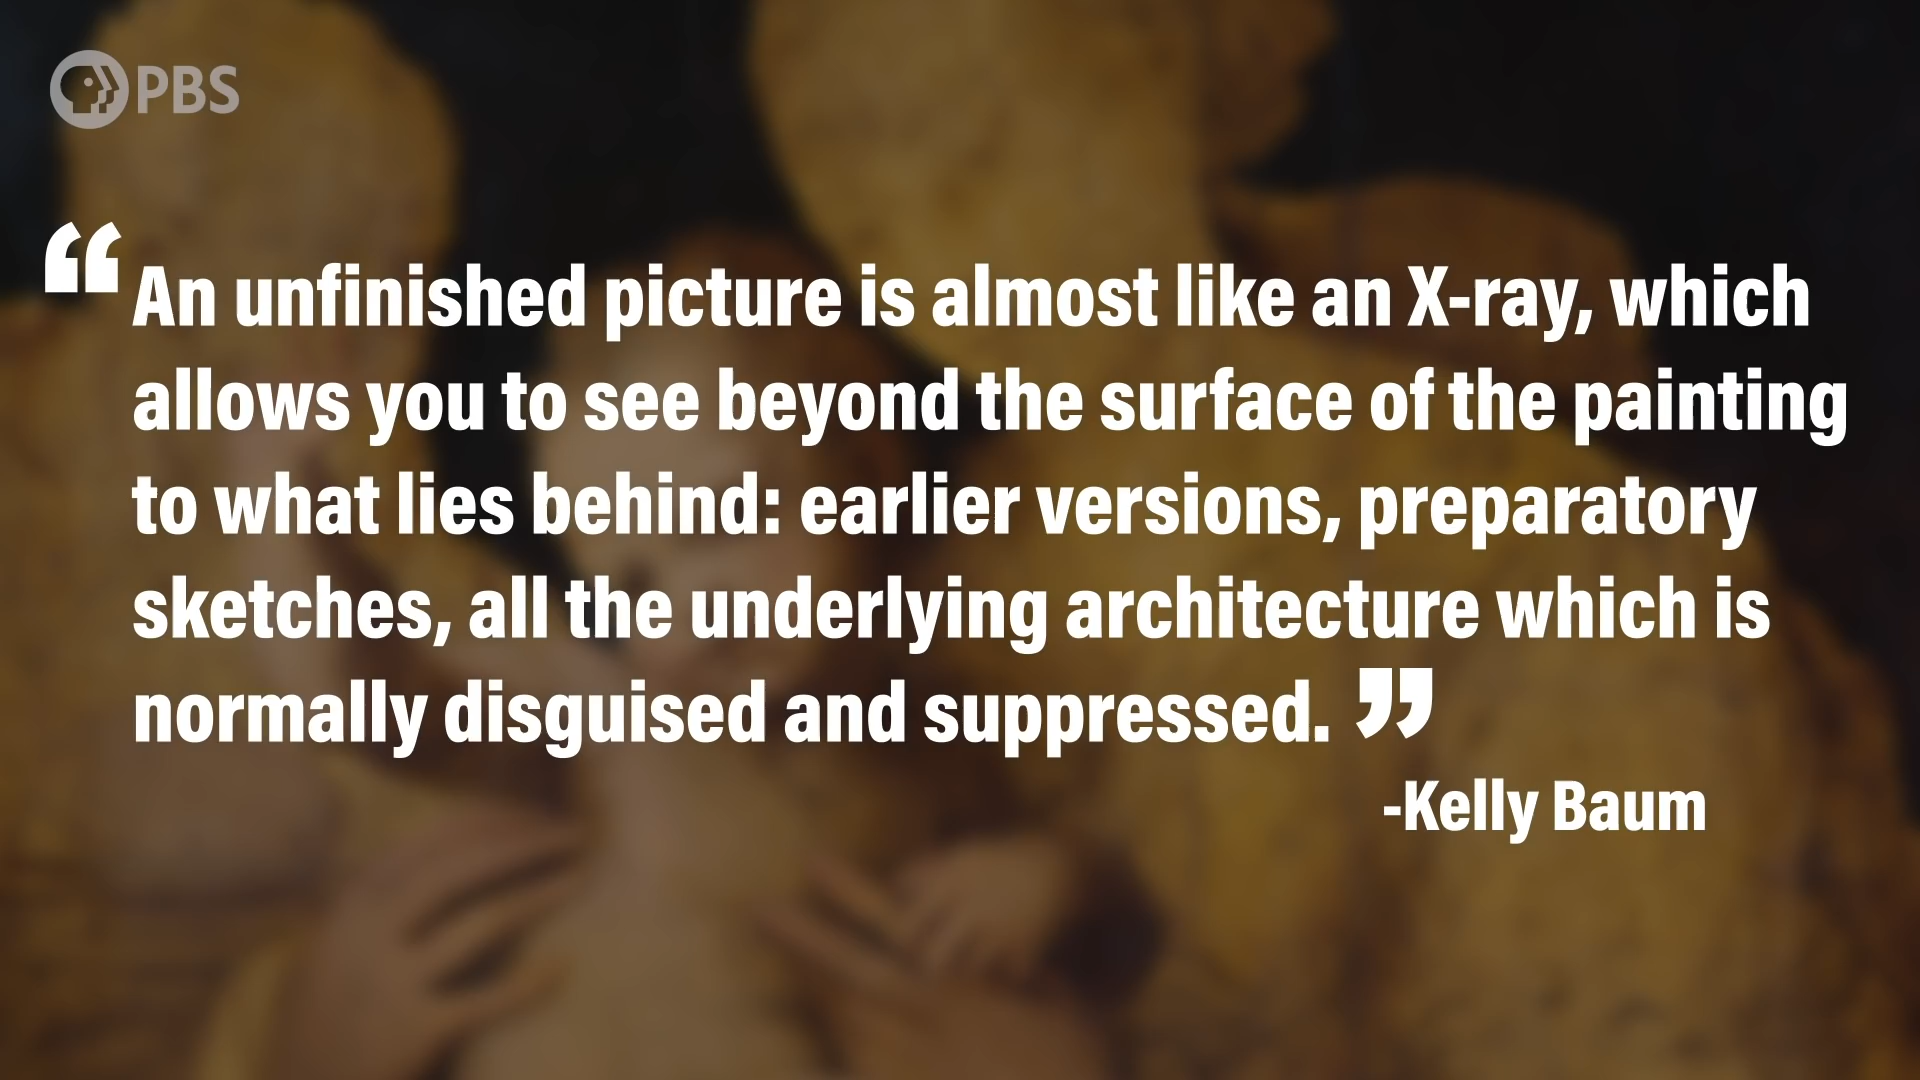 PBS
“An unfinished picture is almost like an X-ray, which
allows you to see beyond the surface of the painting
to what lies behind: earlier versions, preparatory
sketches, all the underlying architecture which is
normally disguised and suppressed.”
-Kelly Baum